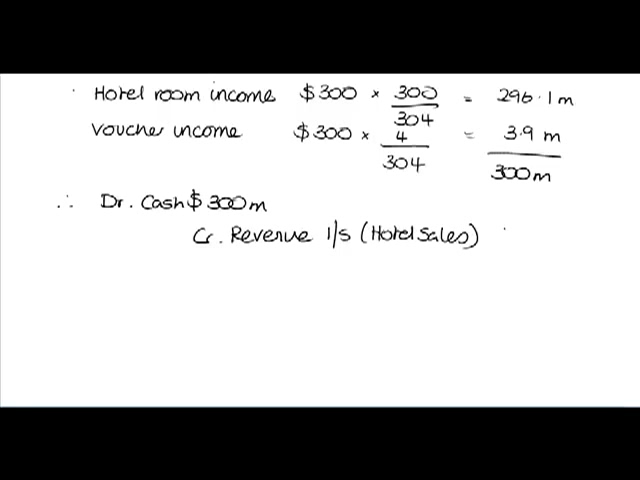 Hotel room income $300 × 300/304 = 296.1m
Voucher income $300 × 4/304 = 3.9 m
300m
∴ Dr. Cash $300m
Cr. Revenue I/S (Hotel Sales)